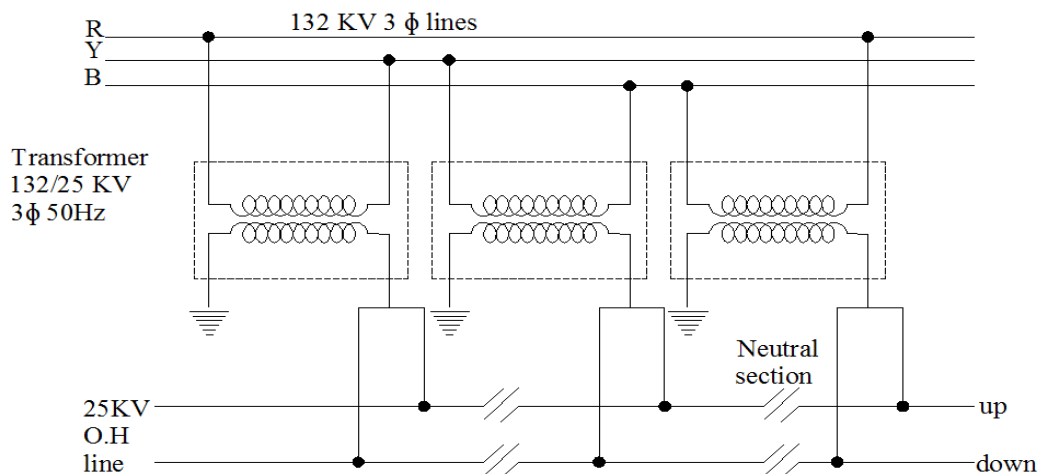 132 KV 3 ϕ lines
R
Y
B
Transformer
132/25 KV
3ϕ 50Hz
Neutral
section
25KV
O.H
line
up
down